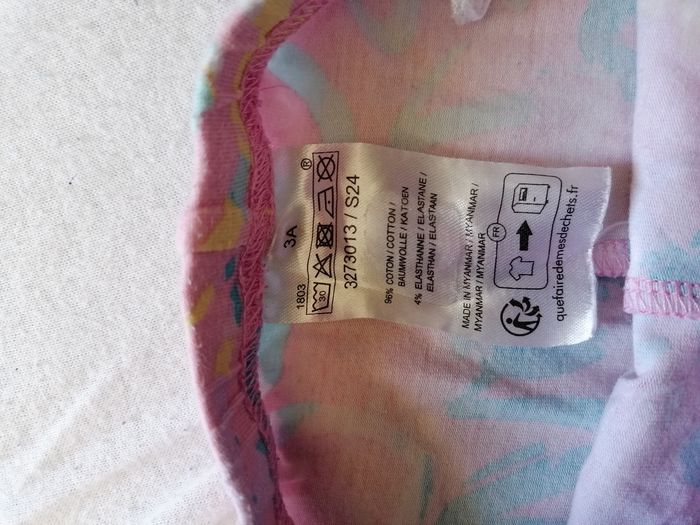 3A
1803
®
30
3273013 / S24
96% COTON / COTTON /
BAUMWOLLE / KATOEN
4% ELASTHANNE / ELASTANE /
ELASTHAN / ELASTAAN
MADE IN MYANMAR / MYANMAR /
MYANMAR / MYANMAR
FR
quefairedemesdechets.fr